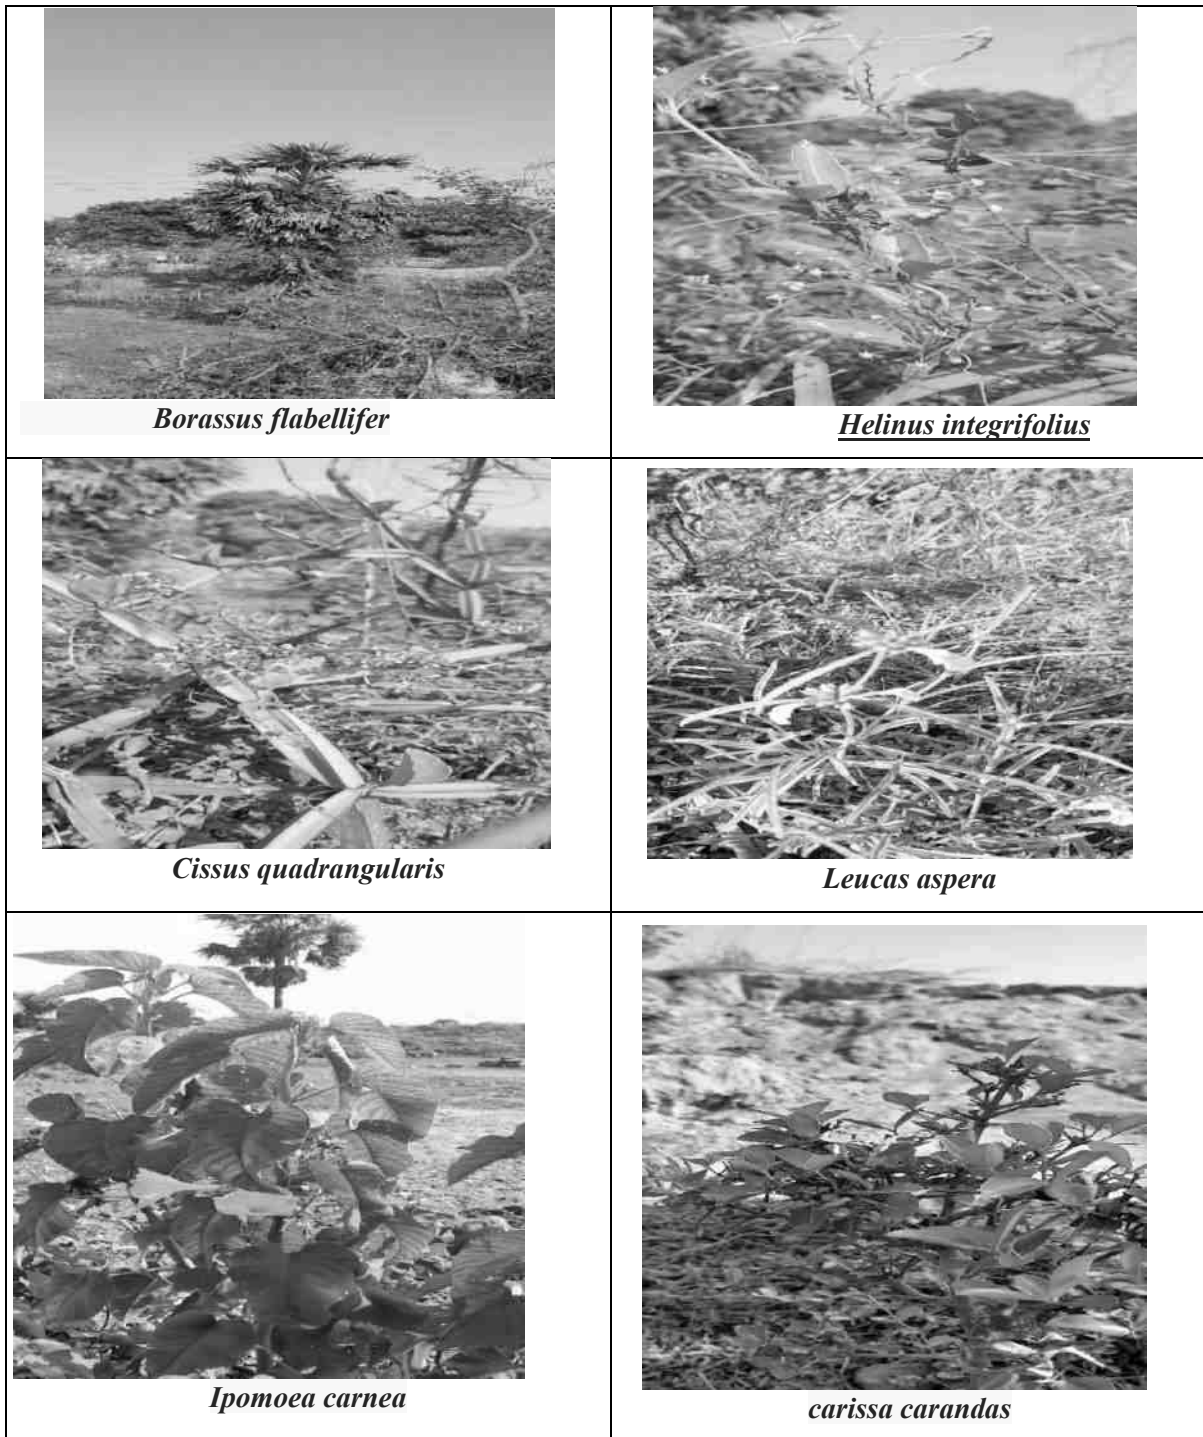 Borassus flabellifer
Helinus integrifolius
Cissus quadrangularis
Leucas aspera
Ipomoea carnea
carissa carandas